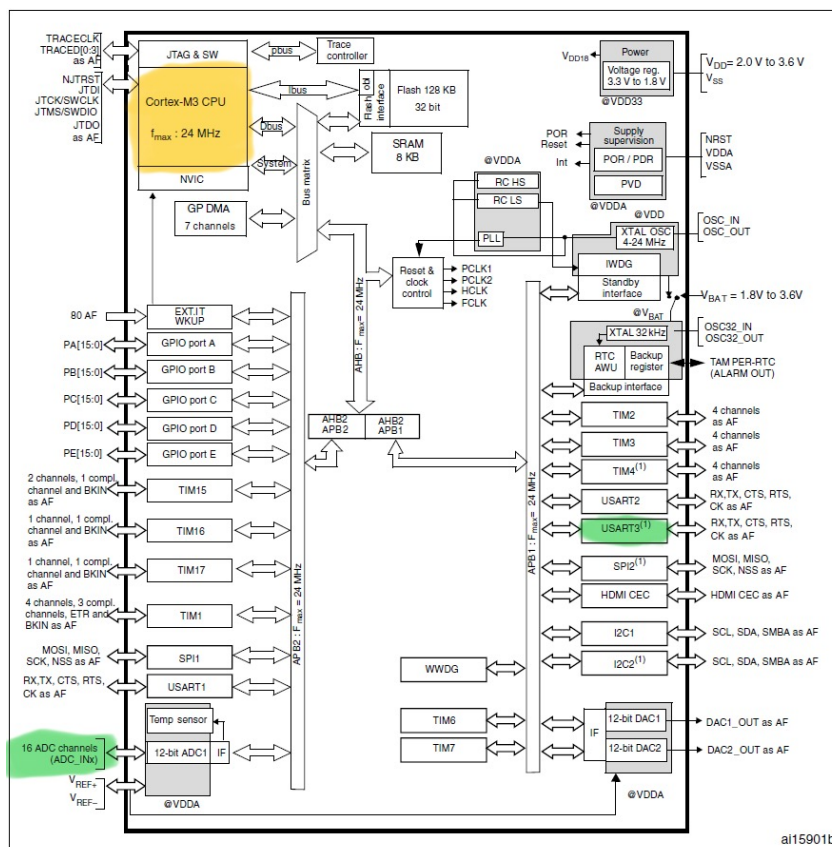 TRACECLK
TRACED[0:3]
as AF
NJTRST
JTDI
JTCK/SWCLK
JTMS/SWDIO
JTDO
as AF
JTAG & SW
Cortex-M3 CPU
fmax : 24 MHz
NVIC
pbus
Trace
controller
Ibus
Dbus
System
Flash obl
interface
Flash 128 KB
32 bit
SRAM
8 KB
Bus matrix
GP DMA
7 channels
VDD18
Power
Voltage reg.
3.3 V to 1.8 V
@VDD33
VDD= 2.0 V to 3.6 V
VSS
POR
Reset
Int
Supply
supervision
POR / PDR
PVD
@VDDA
NRST
VDDA
VSSA
@VDDA
RC HS
RC LS
PLL
@VDD
XTAL OSC
4-24 MHz
IWDG
Standby
interface
OSC_IN
OSC_OUT
Reset &
clock
control
PCLK1
PCLK2
HCLK
FCLK
VBAT = 1.8V to 3.6V
@VBAT
XTAL 32 kHz
RTC
AWU
Backup
register
Backup interface
OSC32_IN
OSC32_OUT
TAM PER-RTC
(ALARM OUT)
AHB : Fmax= 24 MHz
AHB2
APB2
AHB2
APB1
APB2 : Fmax= 24 MHz
APB1 : Fmax= 24 MHz
80 AF
EXT.IT
WKUP
PA[15:0]
GPIO port A
PB[15:0]
GPIO port B
PC[15:0]
GPIO port C
PD[15:0]
GPIO port D
PE[15:0]
GPIO port E
2 channels, 1 compl.
channel and BKIN
as AF
TIM15
1 channel, 1 compl.
channel and BKIN
as AF
TIM16
1 channel, 1 compl.
channel and BKIN
as AF
TIM17
4 channels, 3 compl.
channels, ETR and
BKIN as AF
TIM1
MOSI, MISO,
SCK, NSS as AF
SPI1
RX,TX, CTS, RTS,
CK as AF
USART1
Temp sensor
16 ADC channels
(ADC_INx)
12-bit ADC1
IF
VREF+
VREF–
@VDDA
TIM2
4 channels
as AF
TIM3
4 channels
as AF
TIM4(1)
4 channels
as AF
USART2
RX,TX, CTS, RTS,
CK as AF
USART3(1)
RX,TX, CTS, RTS,
CK as AF
SPI2(1)
MOSI, MISO,
SCK, NSS as AF
HDMI CEC
HDMI CEC as AF
I2C1
SCL, SDA, SMBA as AF
I2C2(1)
SCL, SDA, SMBA as AF
WWDG
TIM6
TIM7
IF
12-bit DAC1
DAC1_OUT as AF
12-bit DAC2
DAC2_OUT as AF
@VDDA
ai15901b